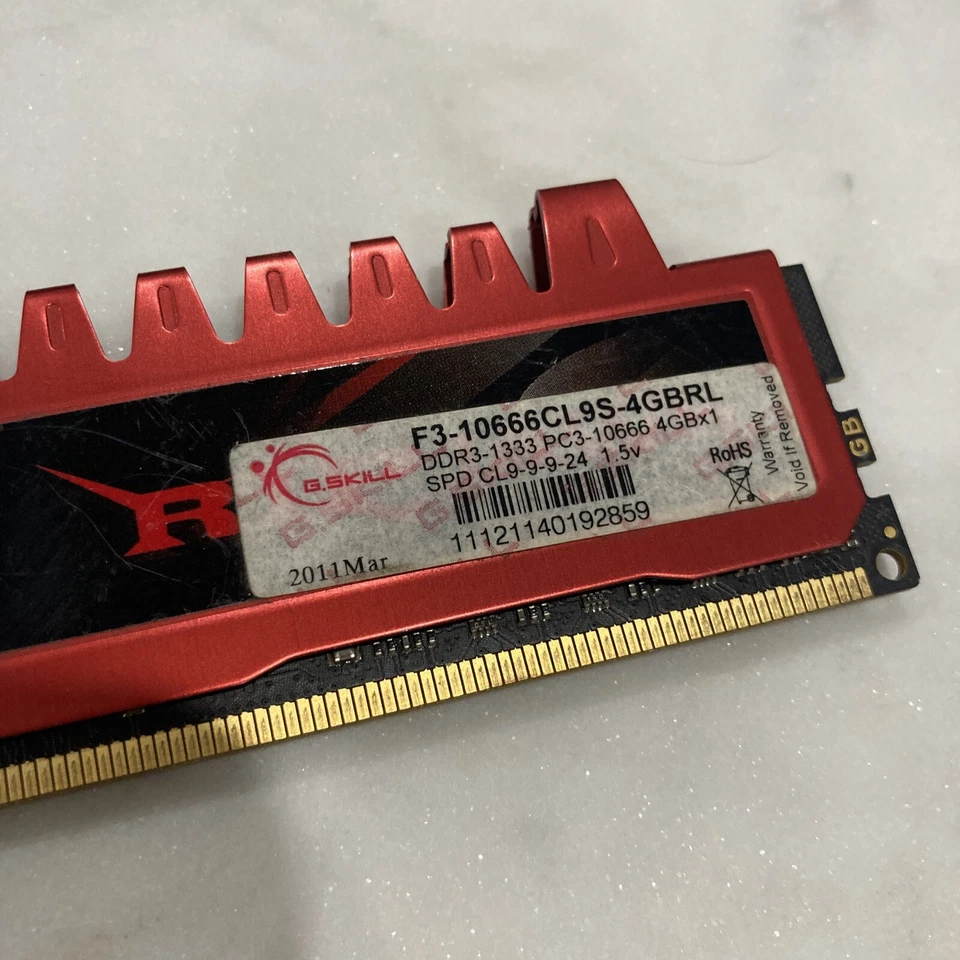 F3-10666CL9S-4GBRL
DDR3-1333 PC3-10666 4GBx1
SPD CL9-9-9-24 1.5v
G.SKILL
11121140192859
2011Mar
RoHS
Warranty
Void If Removed
GB
R